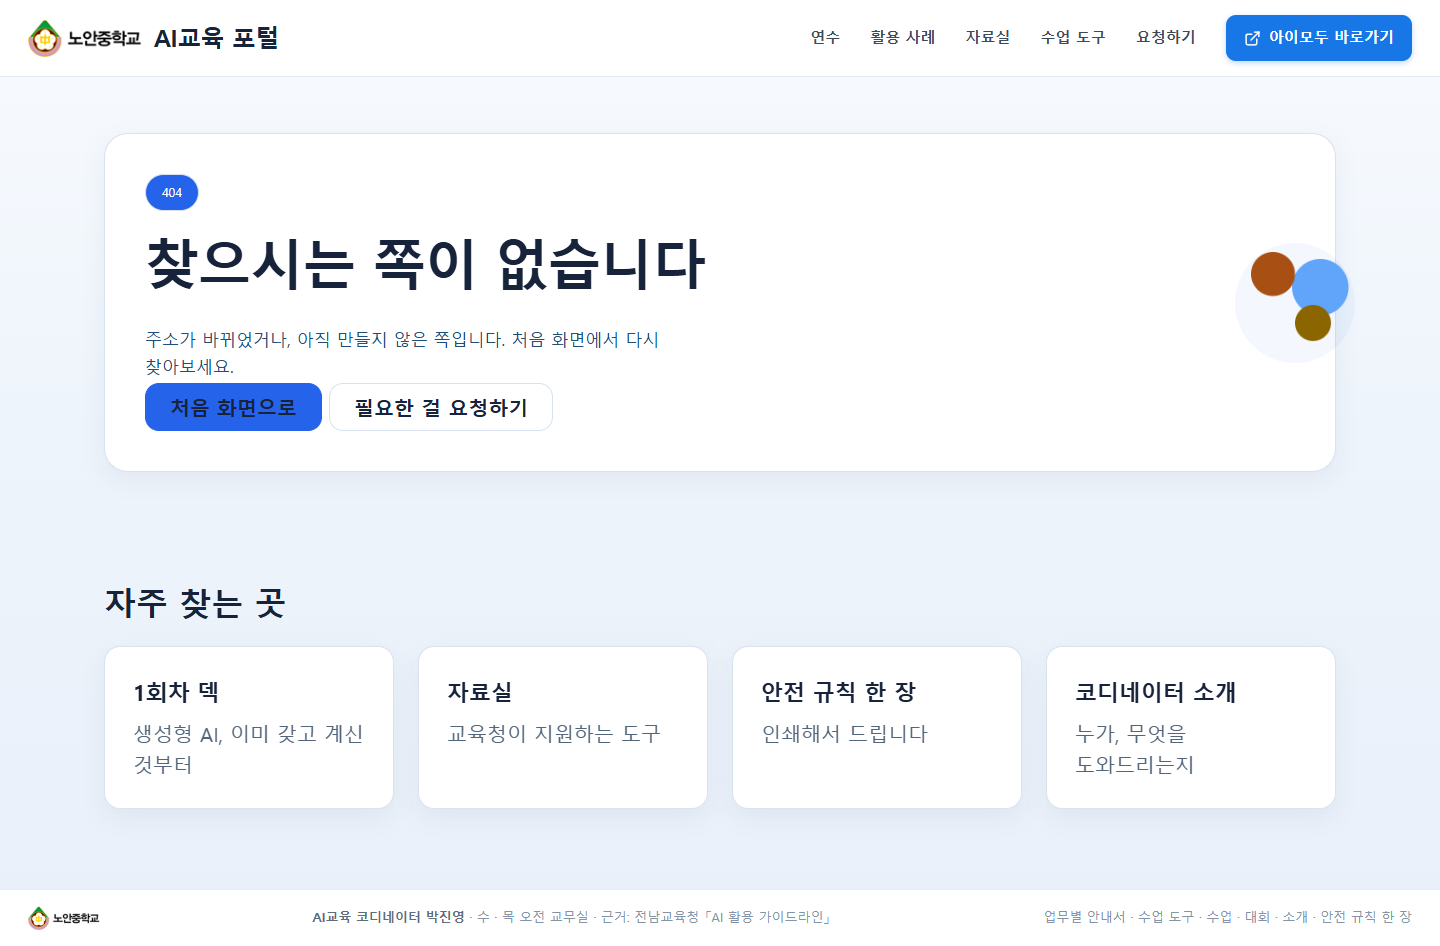 노안중학교 AI교육 포털
연수
활용 사례
자료실
수업 도구
요청하기
아이모두 바로가기
404
찾으시는 쪽이 없습니다
주소가 바뀌었거나, 아직 만들지 않은 쪽입니다. 처음 화면에서 다시
찾아보세요.
처음 화면으로
필요한 걸 요청하기
자주 찾는 곳
1회차 덱
생성형 AI, 이미 갖고 계신
것부터
자료실
교육청이 지원하는 도구
안전 규칙 한 장
인쇄해서 드립니다
코디네이터 소개
누가, 무엇을
도와드리는지
노안중학교
AI교육 코디네이터 박진영 · 수 · 목 오전 교무실 · 근거: 전남교육청 「AI 활용 가이드라인」
업무별 안내서 · 수업 도구 · 수업 · 대회 · 소개 · 안전 규칙 한 장